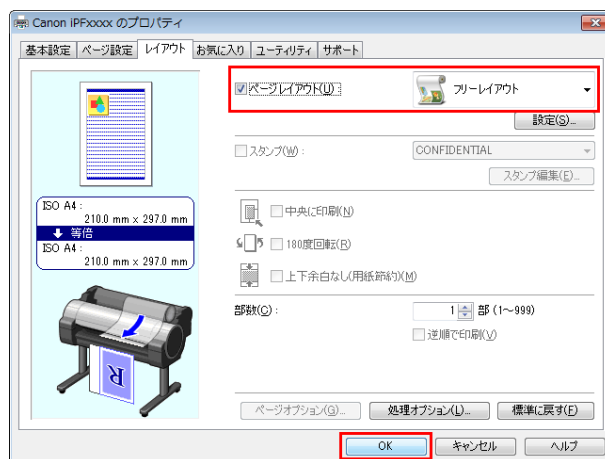 Canon iPFxxxx のプロパティ
基本設定 ページ設定 レイアウト お気に入り ユーティリティ サポート
ページレイアウト(U) : フリーレイアウト
設定(S)...
スタンプ(W) : CONFIDENTIAL
スタンプ編集(E)...
ISO A4 :
210.0 mm x 297.0 mm
等倍
ISO A4 :
210.0 mm x 297.0 mm
中央に印刷(N)
180度回転(R)
上下余白なし(用紙節約)(M)
部数(C) : 1 部 (1~999)
逆順で印刷(V)
R
ページオプション(G)... 処理オプション(L)... 標準に戻す(F)
OK キャンセル ヘルプ